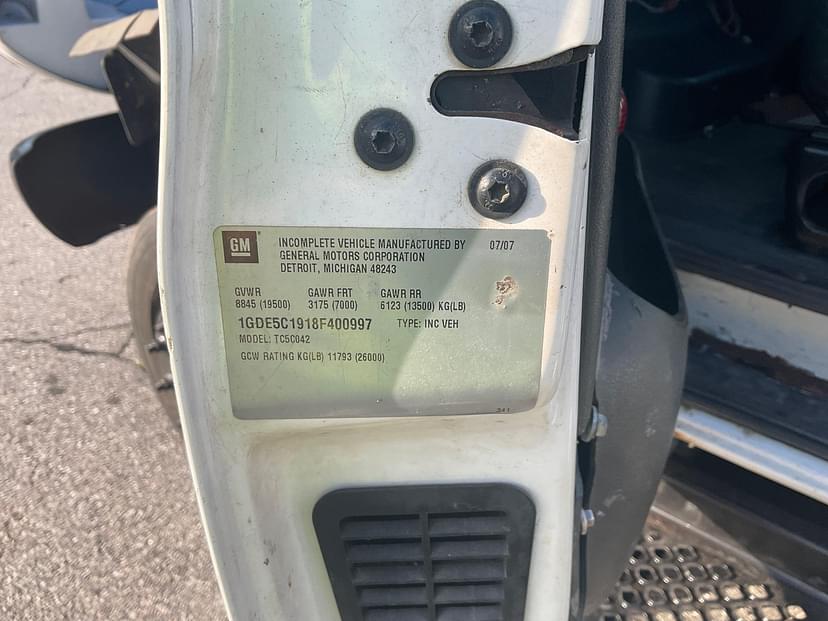 GM INCOMPLETE VEHICLE MANUFACTURED BY 07/07
GENERAL MOTORS CORPORATION
DETROIT, MICHIGAN 48243
GVWR GAWR FRT GAWR RR
8845 (19500) 3175 (7000) 6123 (13500) KG(LB)
1GDE5C1918F400997 TYPE: INC VEH
MODEL: TC5C042
GCW RATING KG(LB) 11793 (26000)
341